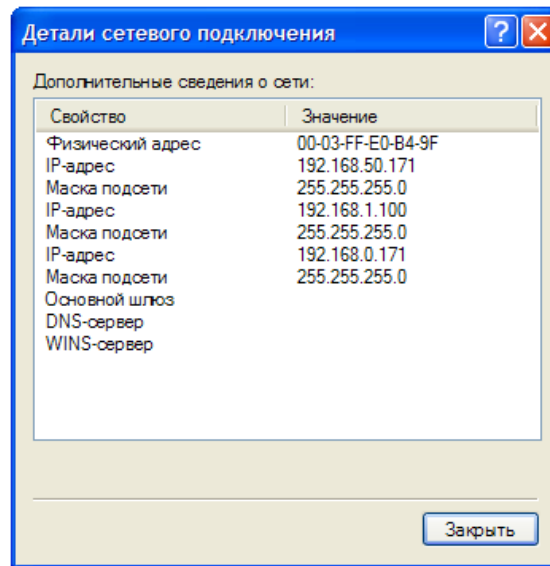 Детали сетевого подключения
Дополнительные сведения о сети:
Свойство Значение
Физический адрес 00-03-FF-E0-B4-9F
IP-адрес 192.168.50.171
Маска подсети 255.255.255.0
IP-адрес 192.168.1.100
Маска подсети 255.255.255.0
IP-адрес 192.168.0.171
Маска подсети 255.255.255.0
Основной шлюз
DNS-сервер
WINS-сервер
Закрыть